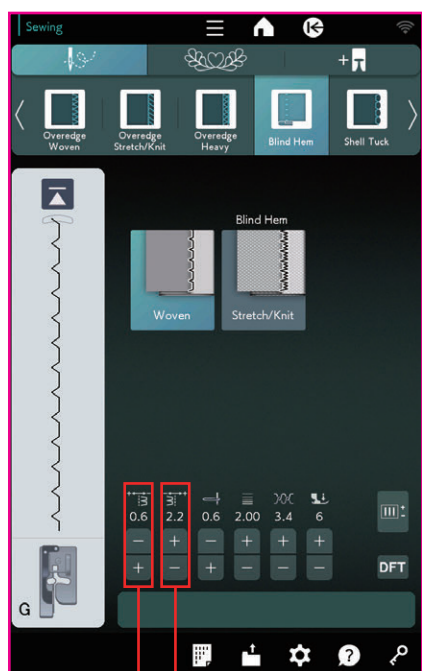 Sewing
+
Overedge Woven
Overedge Stretch/Knit
Overedge Heavy
Blind Hem
Shell Tuck
Blind Hem
Woven
Stretch/Knit
0.6 2.2 0.6 2.00 3.4 6
− + − + + +
+ − + − − −
DFT
G
?